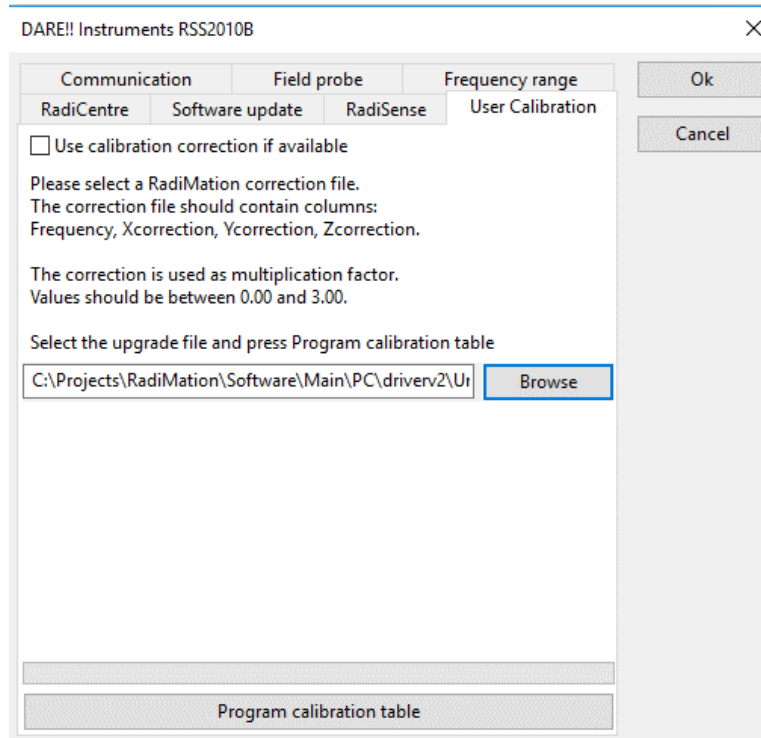 DARE!! Instruments RSS2010B
Communication Field probe Frequency range
RadiCentre Software update RadiSense User Calibration
Ok
Cancel
Use calibration correction if available
Please select a RadiMation correction file.
The correction file should contain columns:
Frequency, Xcorrection, Ycorrection, Zcorrection.
The correction is used as multiplication factor.
Values should be between 0.00 and 3.00.
Select the upgrade file and press Program calibration table
C:\Projects\RadiMation\Software\Main\PC\driverv2\
Browse
Program calibration table